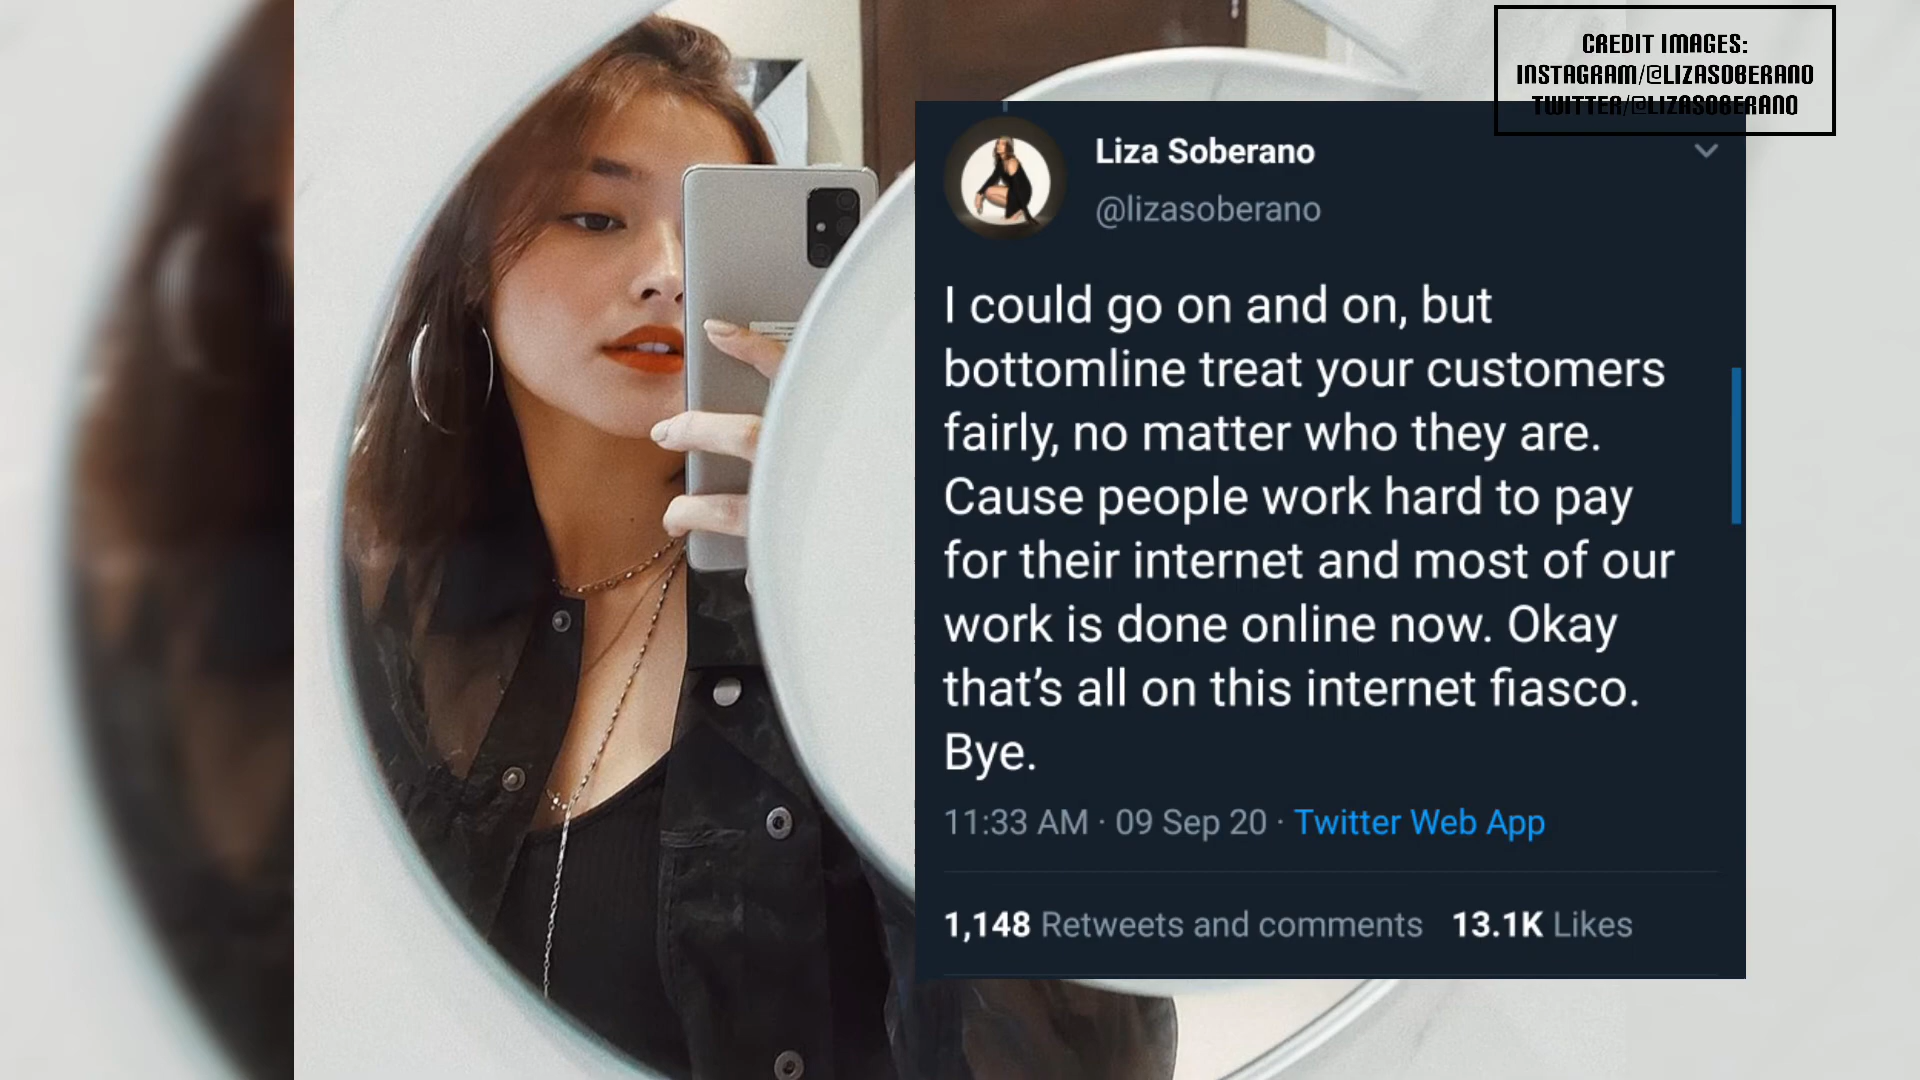 CREDIT IMAGES:
INSTAGRAM/@LIZASOBERANO
TWITTER/@LIZASOBERANO
Liza Soberano
@lizasoberano
I could go on and on, but
bottomline treat your customers
fairly, no matter who they are.
Cause people work hard to pay
for their internet and most of our
work is done online now. Okay
that’s all on this internet fiasco.
Bye.
11:33 AM · 09 Sep 20 · Twitter Web App
1,148 Retweets and comments 13.1K Likes